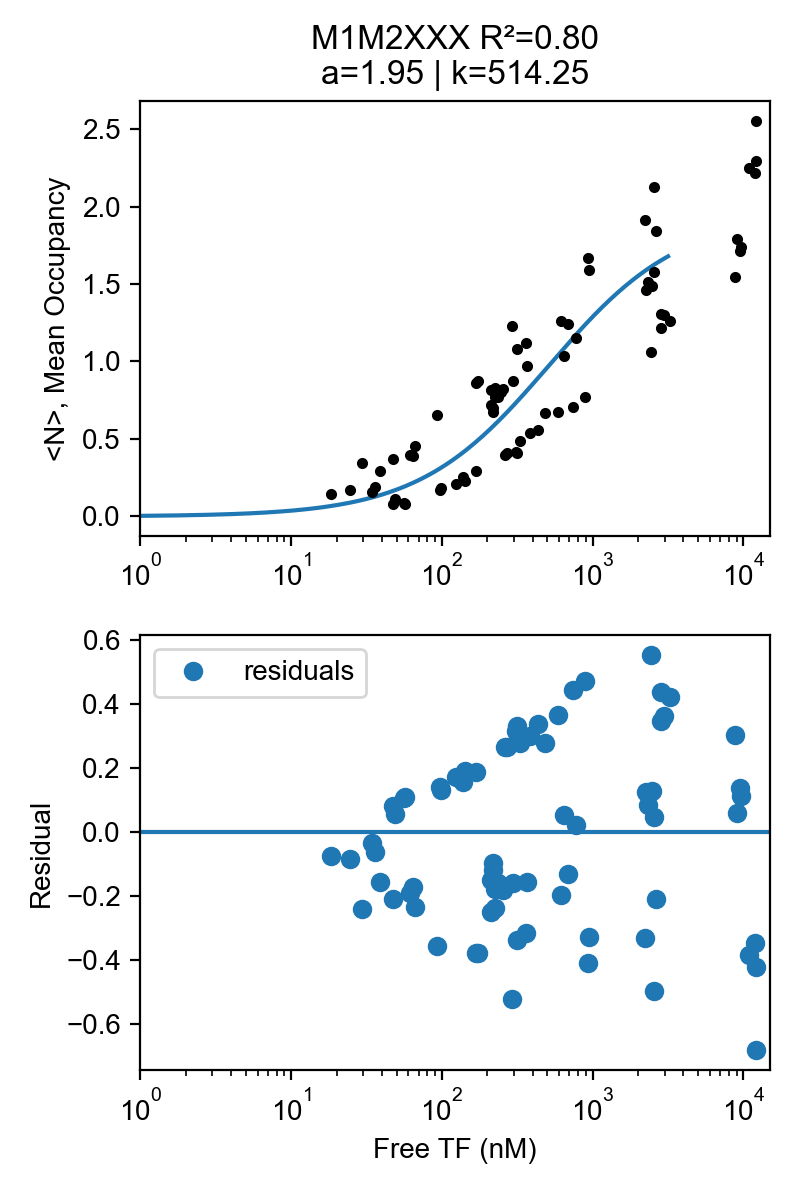 M1M2XXX R²=0.80
a=1.95 | k=514.25
<N>, Mean Occupancy
2.5
2.0
1.5
1.0
0.5
0.0
10⁰ 10¹ 10² 10³ 10⁴
residuals
Residual
0.6
0.4
0.2
0.0
−0.2
−0.4
−0.6
10⁰ 10¹ 10² 10³ 10⁴
Free TF (nM)